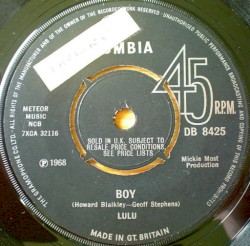 UMBIA
45
R.P.M.
DB 8425
METEOR
MUSIC
NCB
7XCA 32116
SOLD IN U.K. SUBJECT TO
RESALE PRICE CONDITIONS,
SEE PRICE LISTS
℗ 1968
Mickie Most
Production
BOY
(Howard Blaikley—Geoff Stephens)
LULU
MADE IN GT. BRITAIN